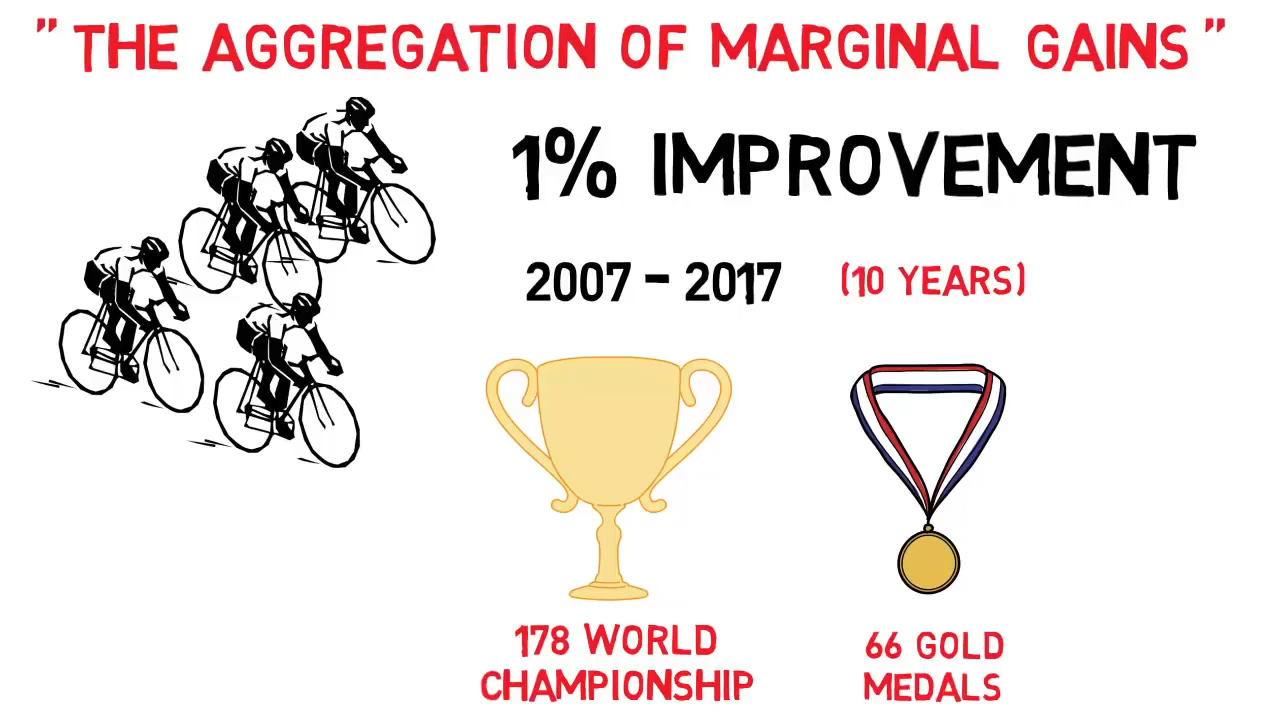 " THE AGGREGATION OF MARGINAL GAINS "
1% IMPROVEMENT
2007 – 2017 (10 YEARS)
178 WORLD
CHAMPIONSHIP
66 GOLD
MEDALS